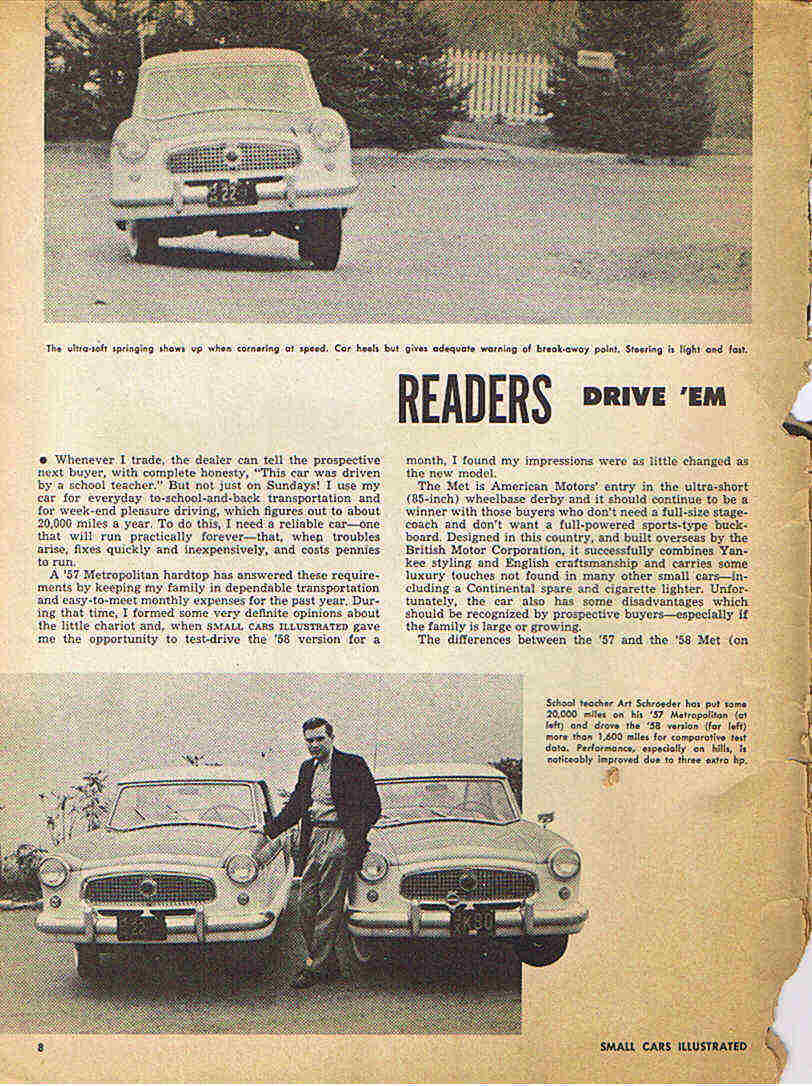 22
The ultra-soft springing shows up when cornering at speed. Car heels but gives adequate warning of break-away point. Steering is light and fast.
READERS DRIVE 'EM
● Whenever I trade, the dealer can tell the prospective
next buyer, with complete honesty, "This car was driven
by a school teacher." But not just on Sundays! I use my
car for everyday to-school-and-back transportation and
for week-end pleasure driving, which figures out to about
20,000 miles a year. To do this, I need a reliable car—one
that will run practically forever—that, when troubles
arise, fixes quickly and inexpensively, and costs pennies
to run.
A '57 Metropolitan hardtop has answered these require-
ments by keeping my family in dependable transportation
and easy-to-meet monthly expenses for the past year. Dur-
ing that time, I formed some very definite opinions about
the little chariot and, when SMALL CARS ILLUSTRATED gave
me the opportunity to test-drive the '58 version for a
month, I found my impressions were as little changed as
the new model.
The Met is American Motors' entry in the ultra-short
(85-inch) wheelbase derby and it should continue to be a
winner with those buyers who don't need a full-size stage-
coach and don't want a full-powered sports-type buck-
board. Designed in this country, and built overseas by the
British Motor Corporation, it successfully combines Yan-
kee styling and English craftsmanship and carries some
luxury touches not found in many other small cars—in-
cluding a Continental spare and cigarette lighter. Unfor-
tunately, the car also has some disadvantages which
should be recognized by prospective buyers—especially if
the family is large or growing.
The differences between the '57 and the '58 Met (on
School teacher Art Schroeder has put some
20,000 miles on his '57 Metropolitan (at
left) and drove the '58 version (far left)
more than 1,600 miles for comparative test
data. Performance, especially on hills, is
noticeably improved due to three extra hp.
22
90
8
SMALL CARS ILLUSTRATED